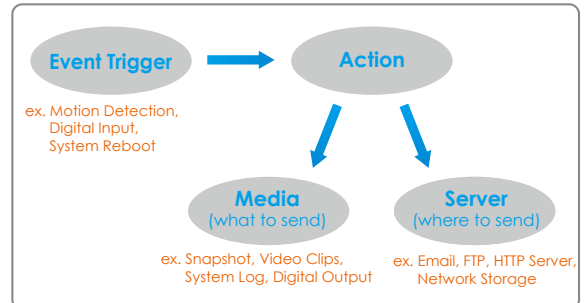 Event Trigger
Action
ex. Motion Detection,
Digital Input,
System Reboot
Media
(what to send)
Server
(where to send)
ex. Snapshot, Video Clips,
System Log, Digital Output
ex. Email, FTP, HTTP Server,
Network Storage